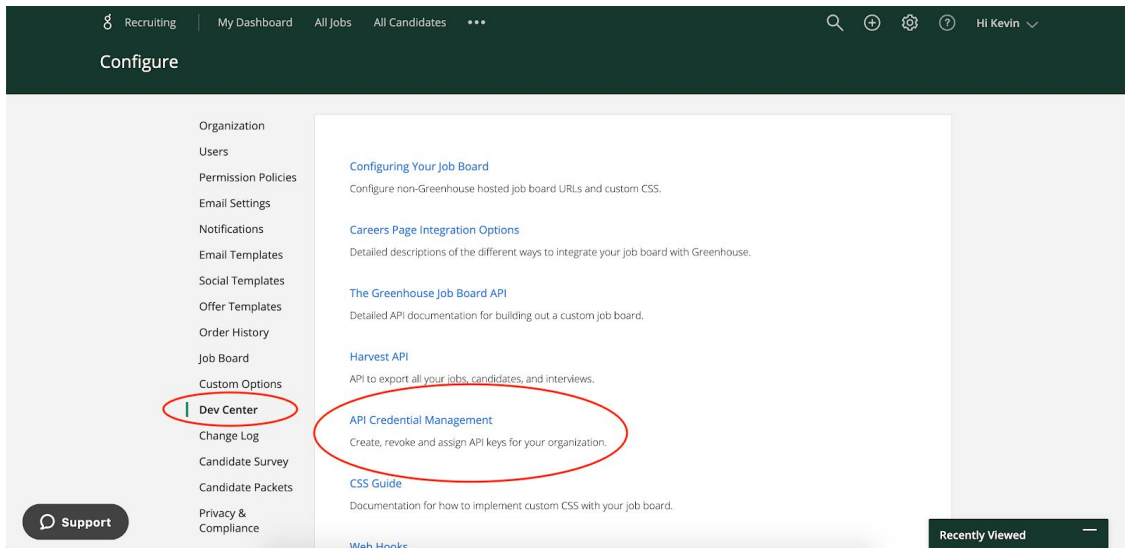 Recruiting
My Dashboard
All Jobs
All Candidates
Hi Kevin
Configure
Organization
Users
Permission Policies
Email Settings
Notifications
Email Templates
Social Templates
Offer Templates
Order History
Job Board
Custom Options
Dev Center
Change Log
Candidate Survey
Candidate Packets
Privacy &
Compliance
Configuring Your Job Board
Configure non-Greenhouse hosted job board URLs and custom CSS.
Careers Page Integration Options
Detailed descriptions of the different ways to integrate your job board with Greenhouse.
The Greenhouse Job Board API
Detailed API documentation for building out a custom job board.
Harvest API
API to export all your jobs, candidates, and interviews.
API Credential Management
Create, revoke and assign API keys for your organization.
CSS Guide
Documentation for how to implement custom CSS with your job board.
Web Hooks
Support
Recently Viewed